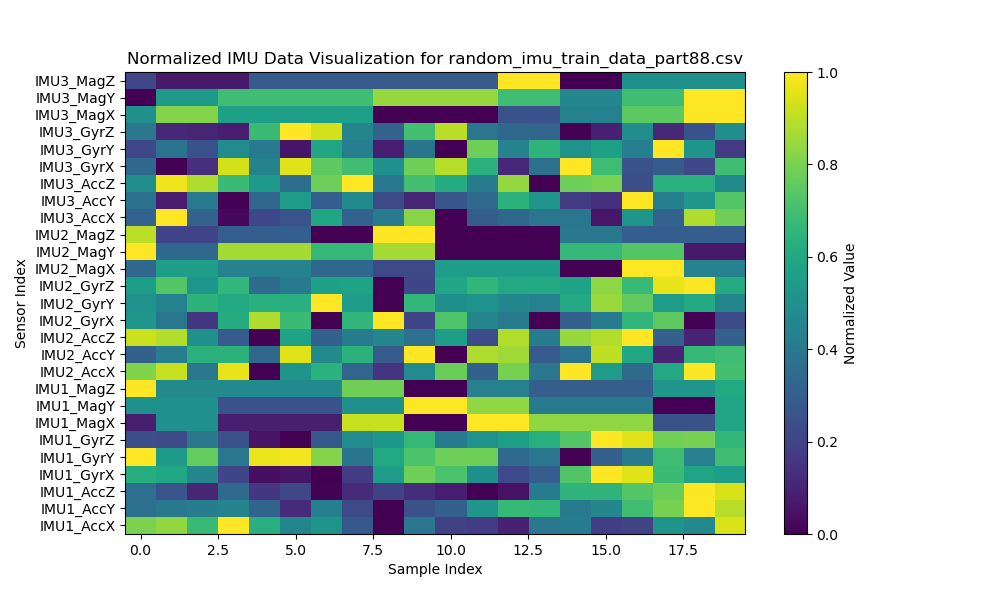 Normalized IMU Data Visualization for random_imu_train_data_part88.csv
IMU3_MagZ
IMU3_MagY
IMU3_MagX
IMU3_GyrZ
IMU3_GyrY
IMU3_GyrX
IMU3_AccZ
IMU3_AccY
IMU3_AccX
IMU2_MagZ
IMU2_MagY
IMU2_MagX
IMU2_GyrZ
IMU2_GyrY
IMU2_GyrX
IMU2_AccZ
IMU2_AccY
IMU2_AccX
IMU1_MagZ
IMU1_MagY
IMU1_MagX
IMU1_GyrZ
IMU1_GyrY
IMU1_GyrX
IMU1_AccZ
IMU1_AccY
IMU1_AccX
Sensor Index
0.0 2.5 5.0 7.5 10.0 12.5 15.0 17.5
Sample Index
1.0
0.8
0.6
0.4
0.2
0.0
Normalized Value